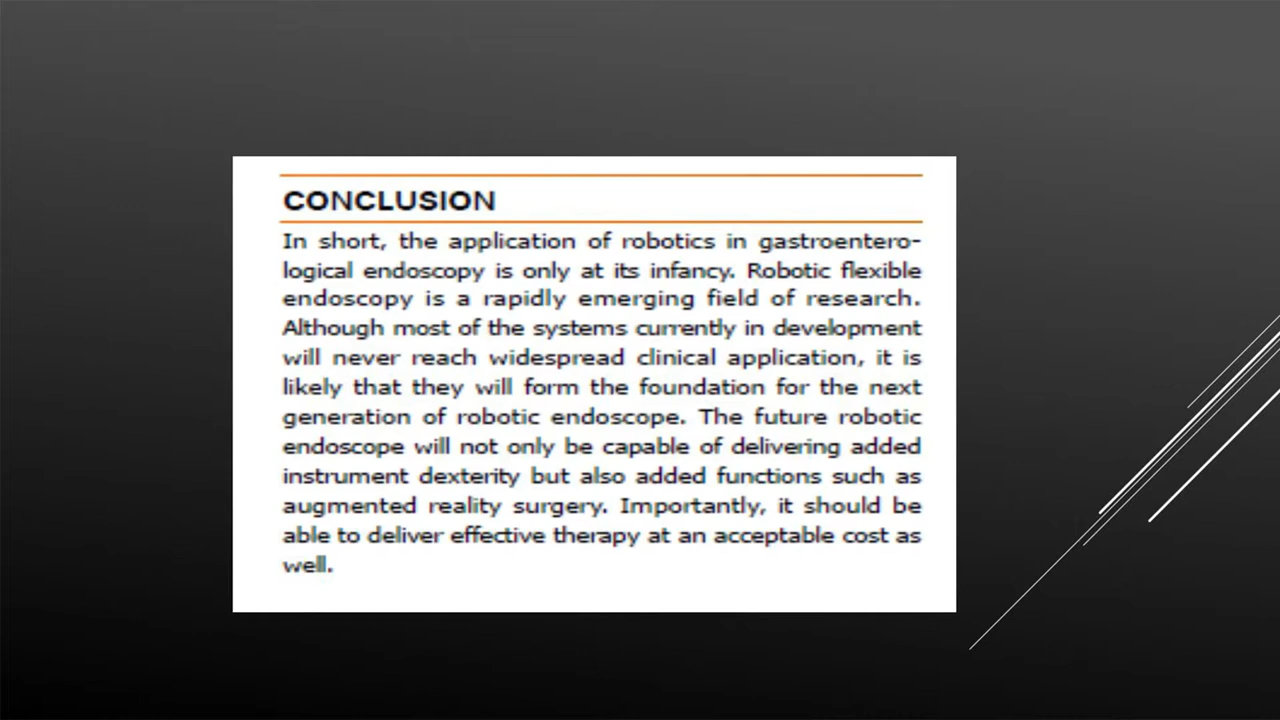 CONCLUSION
In short, the application of robotics in gastroentero-
logical endoscopy is only at its infancy. Robotic flexible
endoscopy is a rapidly emerging field of research.
Although most of the systems currently in development
will never reach widespread clinical application, it is
likely that they will form the foundation for the next
generation of robotic endoscope. The future robotic
endoscope will not only be capable of delivering added
instrument dexterity but also added functions such as
augmented reality surgery. Importantly, it should be
able to deliver effective therapy at an acceptable cost as
well.